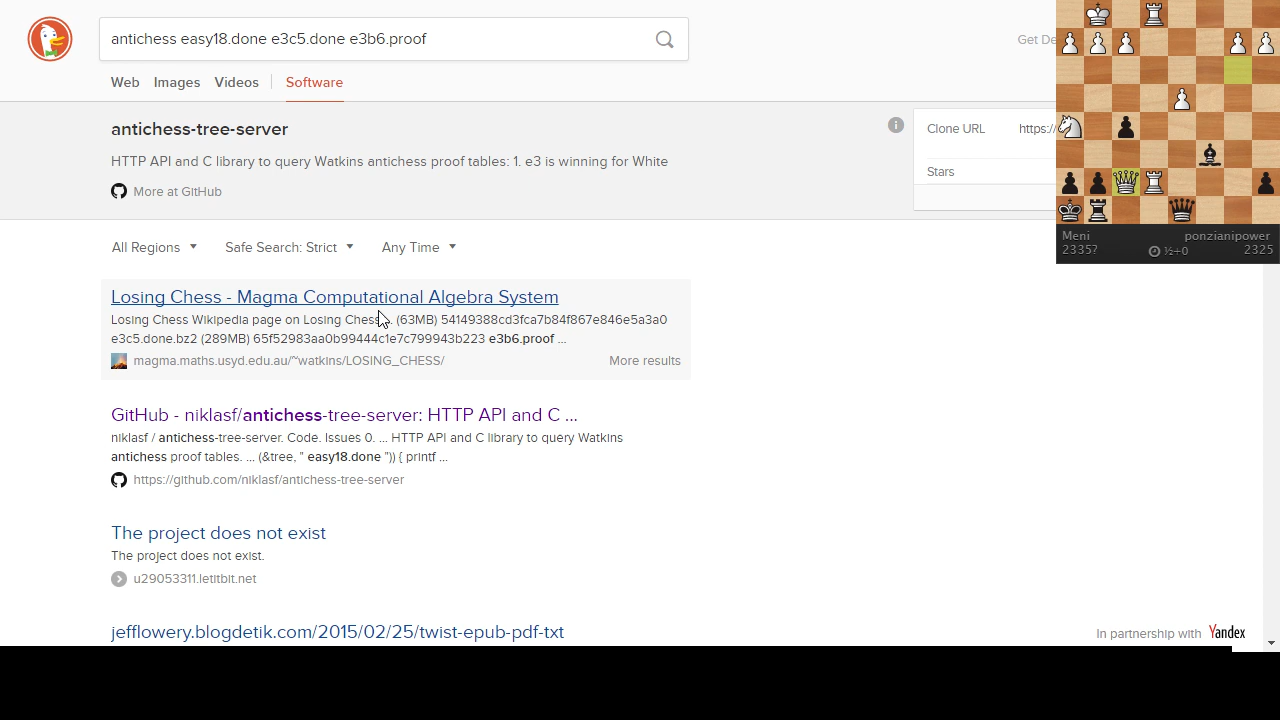 antichess easy18.done e3c5.done e3b6.proof
Get De
Web Images Videos Software
antichess-tree-server
HTTP API and C library to query Watkins antichess proof tables: 1. e3 is winning for White
More at GitHub
Clone URL https:/
Stars
Meni ponzianipower
2335? ½+0 2325
All Regions Safe Search: Strict Any Time
Losing Chess - Magma Computational Algebra System
Losing Chess Wikipedia page on Losing Chess. (63MB) 54149388cd3fca7b84f867e846e5a3a0
e3c5.done.bz2 (289MB) 65f52983aa0b99444c1e7c799943b223 e3b6.proof ...
magma.maths.usyd.edu.au/~watkins/LOSING_CHESS/ More results
GitHub - niklasf/antichess-tree-server: HTTP API and C ...
niklasf / antichess-tree-server. Code. Issues 0. ... HTTP API and C library to query Watkins
antichess proof tables. ... (&tree, " easy18.done ")) { printf ...
https://github.com/niklasf/antichess-tree-server
The project does not exist
The project does not exist.
u29053311.letitbit.net
jefflowery.blogdetik.com/2015/02/25/twist-epub-pdf-txt
In partnership with Yandex